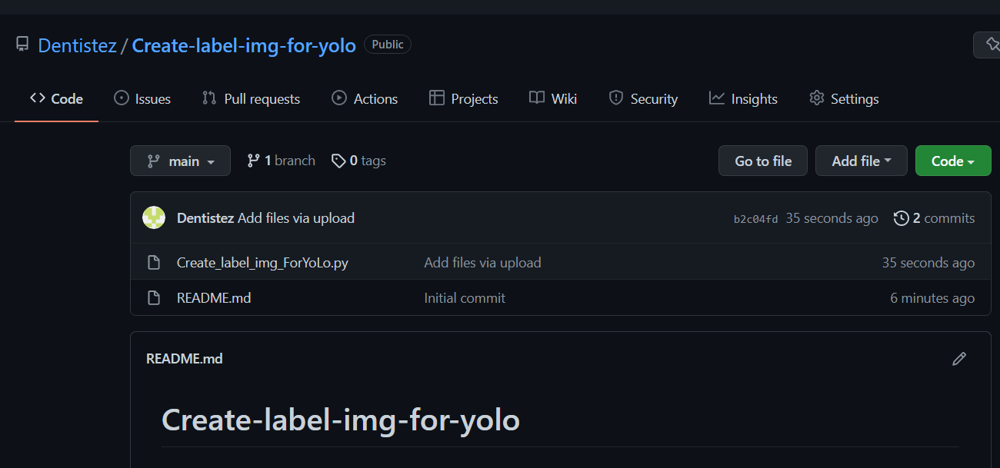 Dentistez / Create-label-img-for-yolo Public
Code Issues Pull requests Actions Projects Wiki Security Insights Settings
main 1 branch 0 tags Go to file Add file Code
Dentistez Add files via upload b2c04fd 35 seconds ago 2 commits
Create_label_img_ForYoLo.py Add files via upload 35 seconds ago
README.md Initial commit 6 minutes ago
README.md
Create-label-img-for-yolo